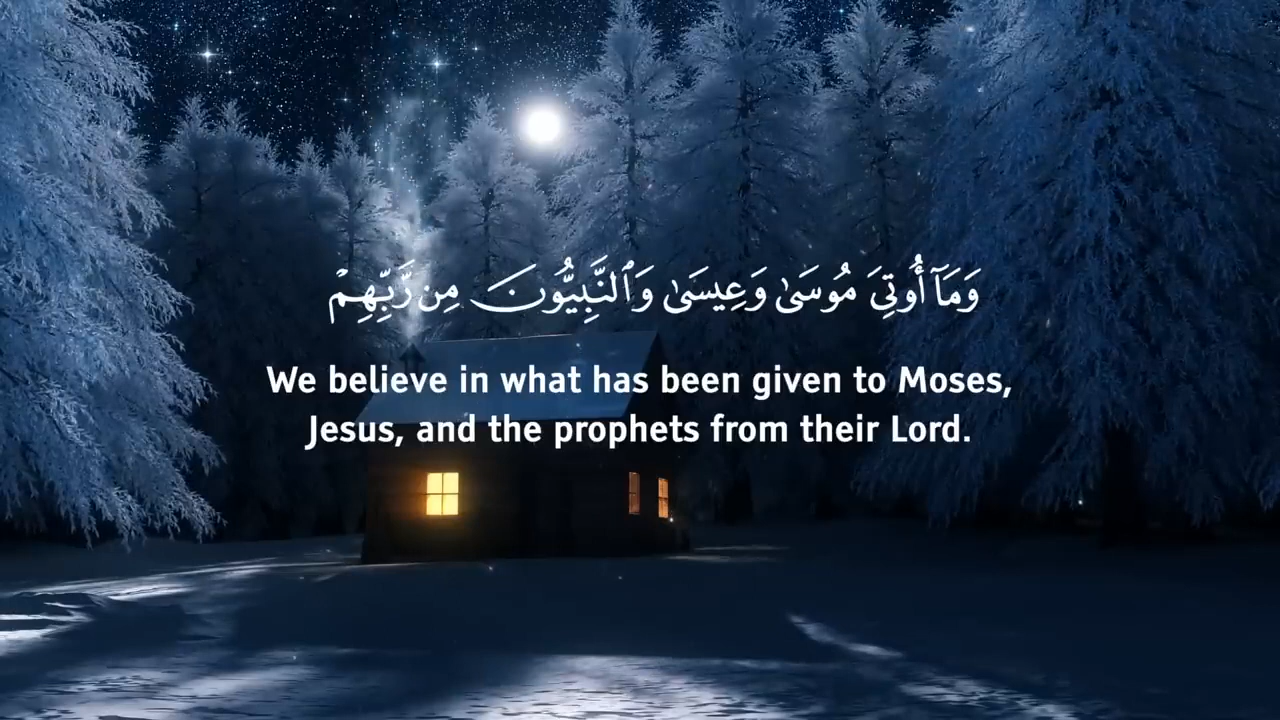 وَمَآ أُوتِىَ مُوسَىٰ وَعِيسَىٰ وَٱلنَّبِيُّونَ مِن رَّبِّهِمْ
We believe in what has been given to Moses,
Jesus, and the prophets from their Lord.